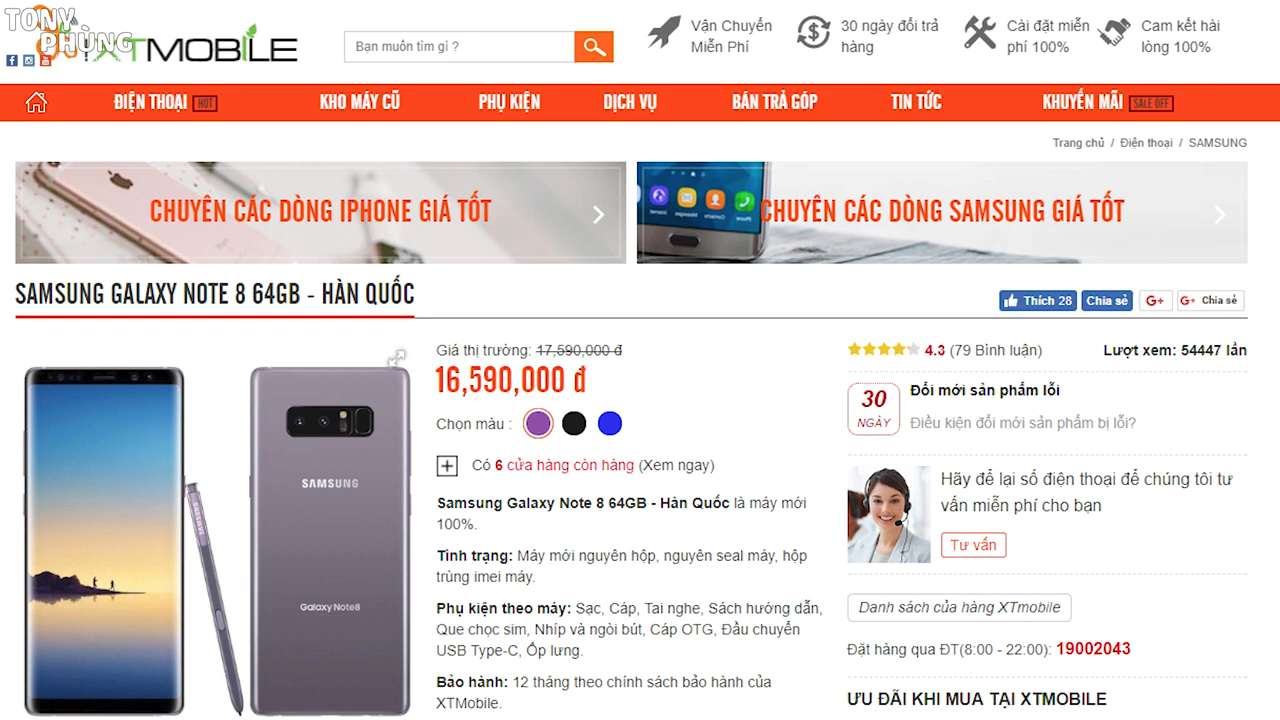 TONY
PHÙNG
XTMOBILE
Bạn muốn tìm gì ?
Vận Chuyển
Miễn Phí
30 ngày đổi trả
hàng
Cài đặt miễn
phí 100%
Cam kết hài
lòng 100%
ĐIỆN THOẠI HOT
KHO MÁY CŨ
PHỤ KIỆN
DỊCH VỤ
BÁN TRẢ GÓP
TIN TỨC
KHUYẾN MÃI SALE OFF
Trang chủ / Điện thoại / SAMSUNG
CHUYÊN CÁC DÒNG IPHONE GIÁ TỐT
CHUYÊN CÁC DÒNG SAMSUNG GIÁ TỐT
SAMSUNG GALAXY NOTE 8 64GB - HÀN QUỐC
Thích 28
Chia sẻ
G+
G+ Chia sẻ
SAMSUNG
Galaxy Note8
SAMSUNG
Giá thị trường: 17,590,000 đ
16,590,000 đ
Chọn màu :
Có 6 cửa hàng còn hàng (Xem ngay)
Samsung Galaxy Note 8 64GB - Hàn Quốc là máy mới
100%.
Tình trạng: Máy mới nguyên hộp, nguyên seal máy, hộp
trùng imei máy.
Phụ kiện theo máy: Sạc, Cáp, Tai nghe, Sách hướng dẫn,
Que chọc sim, Nhíp và ngòi bút, Cáp OTG, Đầu chuyển
USB Type-C, Ốp lưng.
Bảo hành: 12 tháng theo chính sách bảo hành của
XTMobile.
4.3 (79 Bình luận)
Lượt xem: 54447 lần
30
NGÀY
Đổi mới sản phẩm lỗi
Điều kiện đổi mới sản phẩm bị lỗi?
Hãy để lại số điện thoại để chúng tôi tư
vấn miễn phí cho bạn
Tư vấn
Danh sách cửa hàng XTmobile
Đặt hàng qua ĐT(8:00 - 22:00): 19002043
ƯU ĐÃI KHI MUA TẠI XTMOBILE